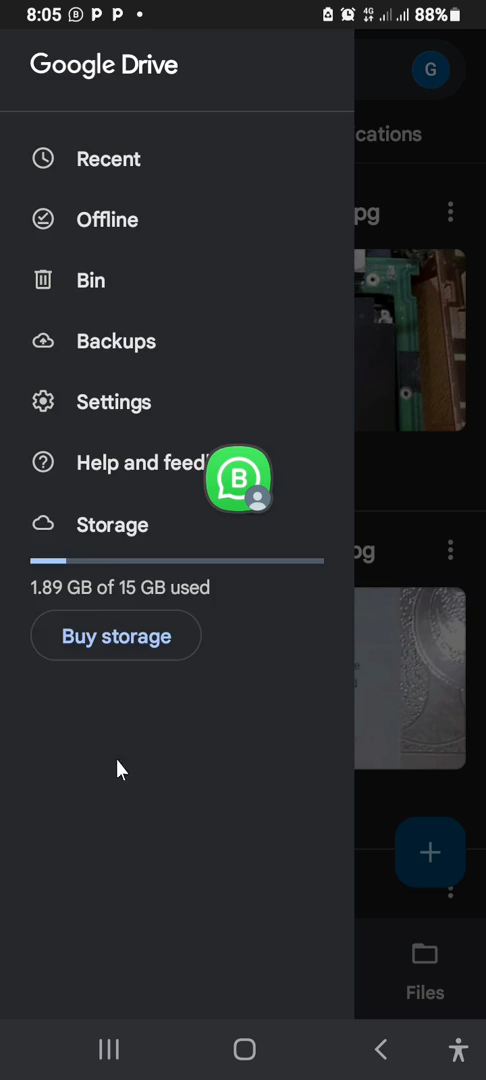 8:05
4G
88%
Google Drive
G
cations
Recent
pg
Offline
Bin
Backups
Settings
Help and feed
B
Storage
pg
1.89 GB of 15 GB used
Buy storage
Files